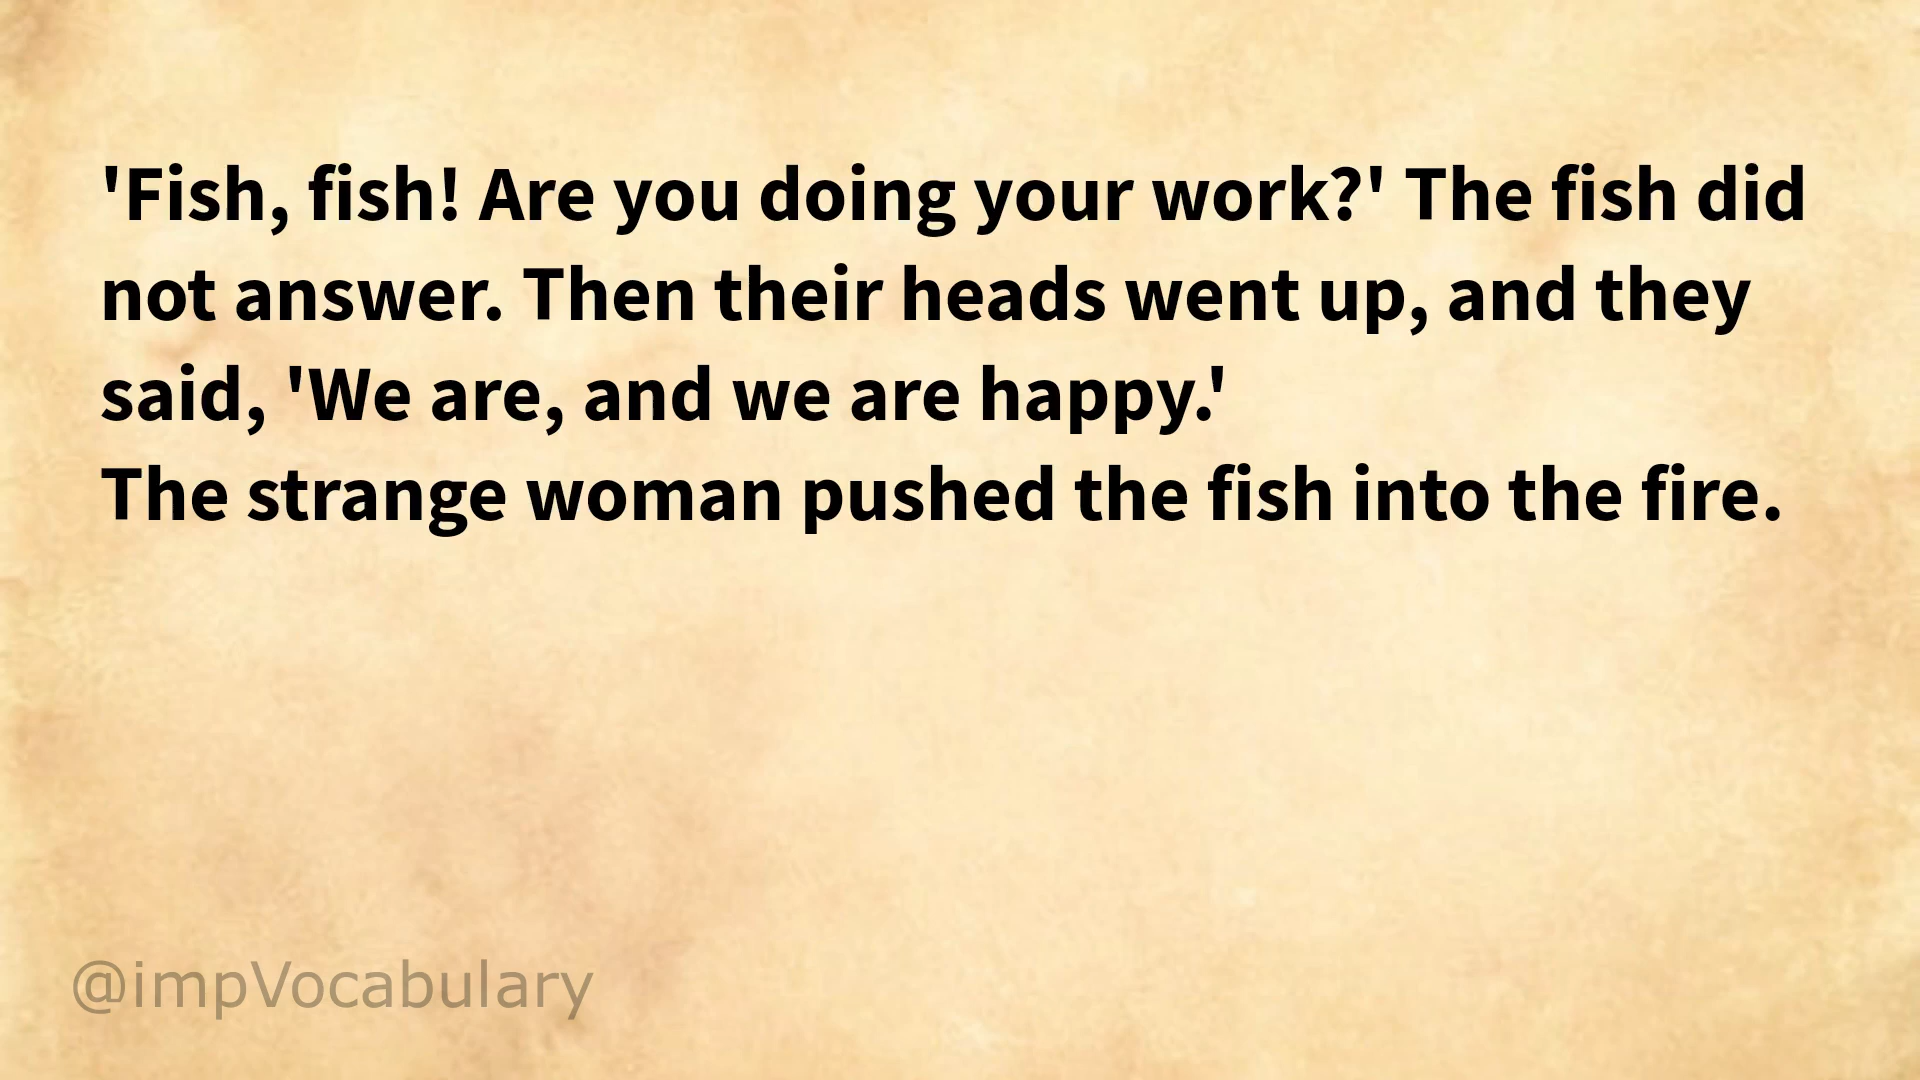 'Fish, fish! Are you doing your work?' The fish did
not answer. Then their heads went up, and they
said, 'We are, and we are happy.'
The strange woman pushed the fish into the fire.
@impVocabulary